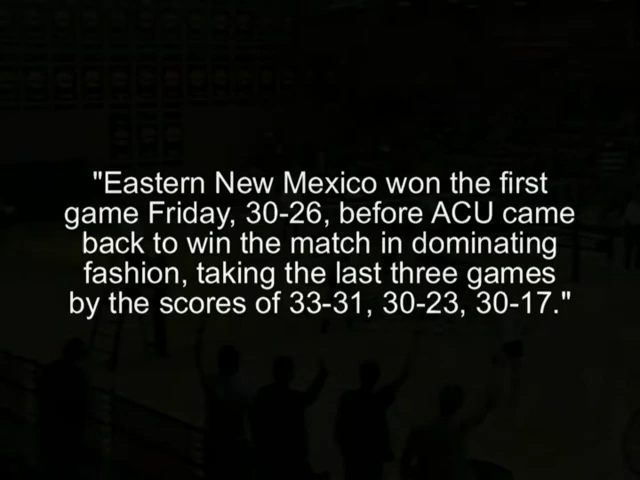 "Eastern New Mexico won the first
game Friday, 30-26, before ACU came
back to win the match in dominating
fashion, taking the last three games
by the scores of 33-31, 30-23, 30-17."